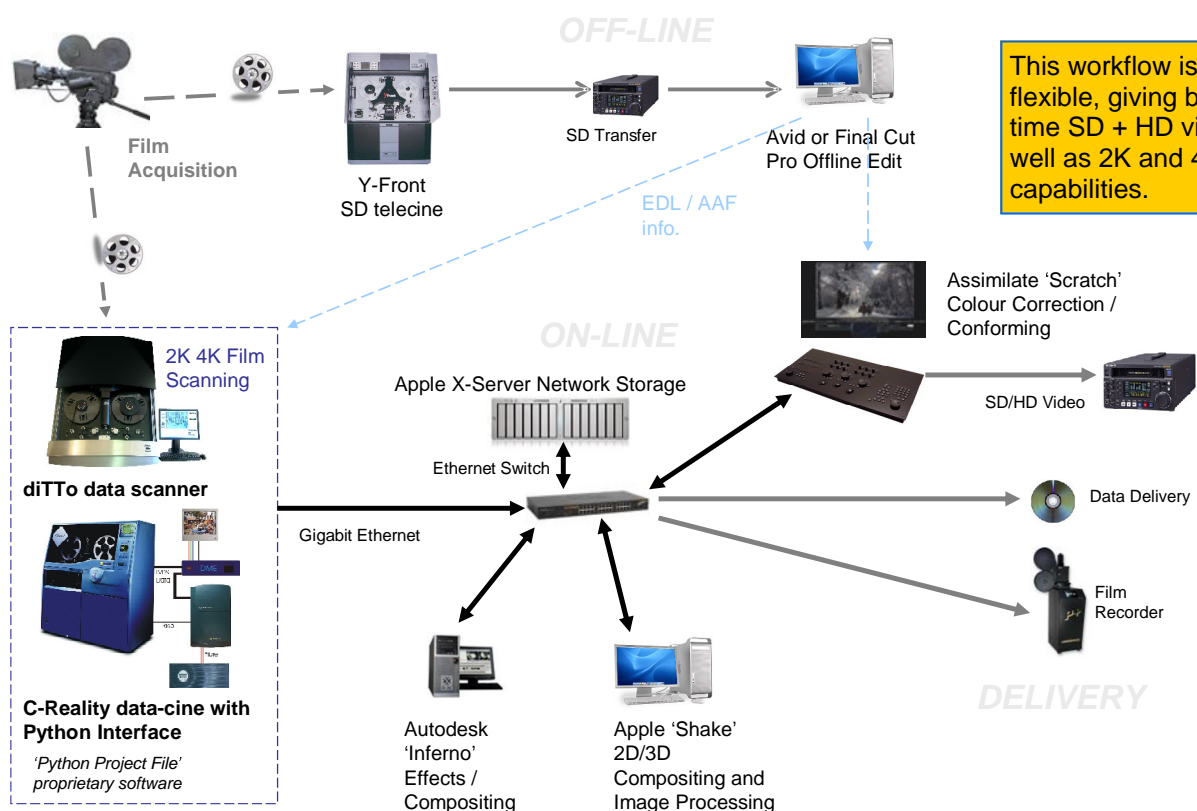 OFF-LINE
This workflow is
flexible, giving b
time SD + HD vi
well as 2K and 4
capabilities.
Film
Acquisition
SD Transfer
Avid or Final Cut
Pro Offline Edit
Y-Front
SD telecine
EDL / AAF
info.
Assimilate ‘Scratch’
Colour Correction /
Conforming
ON-LINE
2K 4K Film
Scanning
Apple X-Server Network Storage
SD/HD Video
Ethernet Switch
diTTo data scanner
Data Delivery
Gigabit Ethernet
DME
Film
Recorder
DELIVERY
C-Reality data-cine with
Python Interface
‘Python Project File’
proprietary software
Autodesk
‘Inferno’
Effects /
Compositing
Apple ‘Shake’
2D/3D
Compositing and
Image Processing